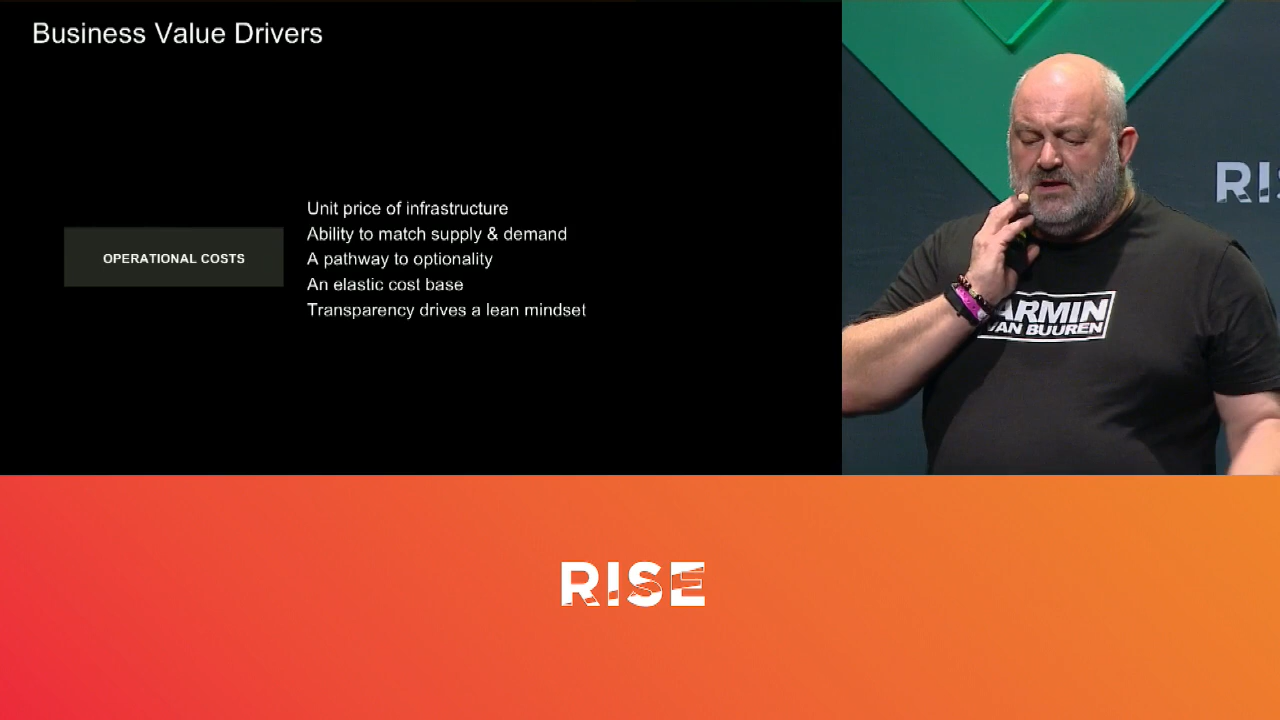 Business Value Drivers
OPERATIONAL COSTS
Unit price of infrastructure
Ability to match supply & demand
A pathway to optionality
An elastic cost base
Transparency drives a lean mindset
ARMIN
VAN BUUREN
RIS
RISE